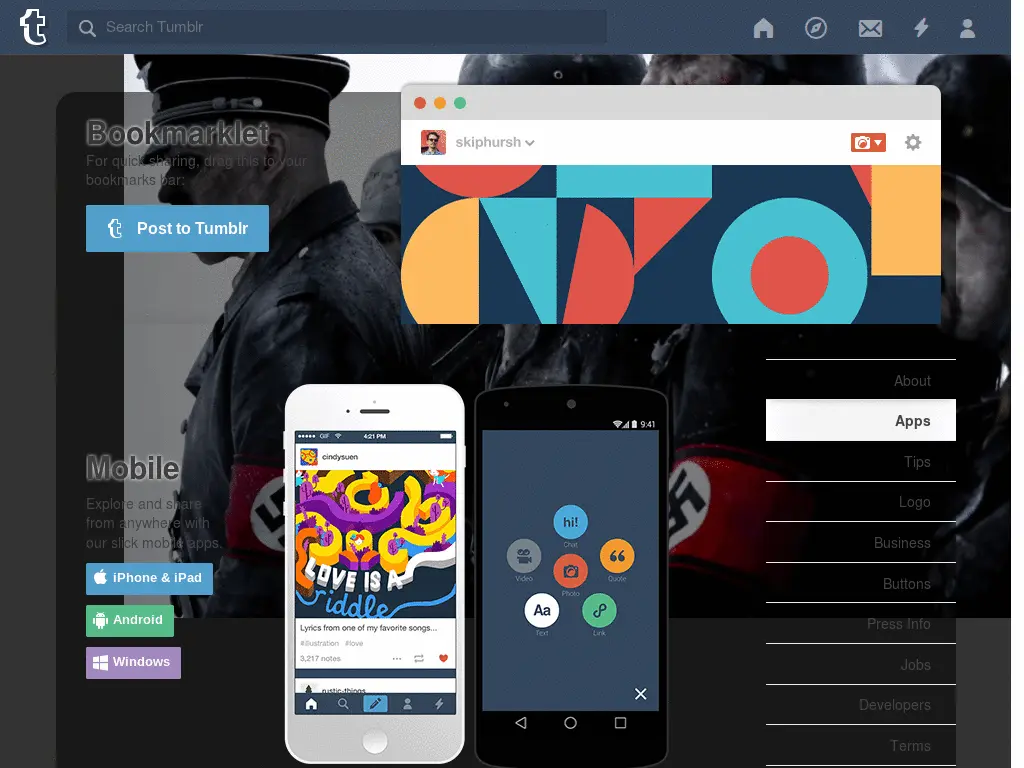 Search Tumblr
Bookmarklet
For quick sharing, drag this to your
bookmarks bar:
Post to Tumblr
skiphursh
About
Apps
Tips
Logo
Business
Buttons
Press Info
Jobs
Developers
Terms
Mobile
Explore and share
from anywhere with
our slick mobile apps.
iPhone & iPad
Android
Windows
GIF 4:21 PM
cindysuen
LOVE IS A
riddle
Lyrics from one of my favorite songs...
#illustration #love
3,217 notes
rustic-things
9:41
hi!
Chat
Video
Quote
Photo
Aa
Text
Link